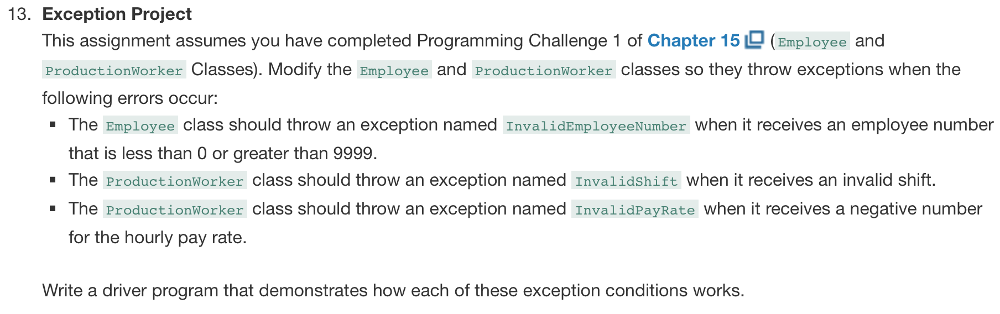 13. Exception Project
This assignment assumes you have completed Programming Challenge 1 of Chapter 15 (Employee and
ProductionWorker Classes). Modify the Employee and ProductionWorker classes so they throw exceptions when the
following errors occur:
▪ The Employee class should throw an exception named InvalidEmployeeNumber when it receives an employee number
that is less than 0 or greater than 9999.
▪ The ProductionWorker class should throw an exception named InvalidShift when it receives an invalid shift.
▪ The ProductionWorker class should throw an exception named InvalidPayRate when it receives a negative number
for the hourly pay rate.
Write a driver program that demonstrates how each of these exception conditions works.